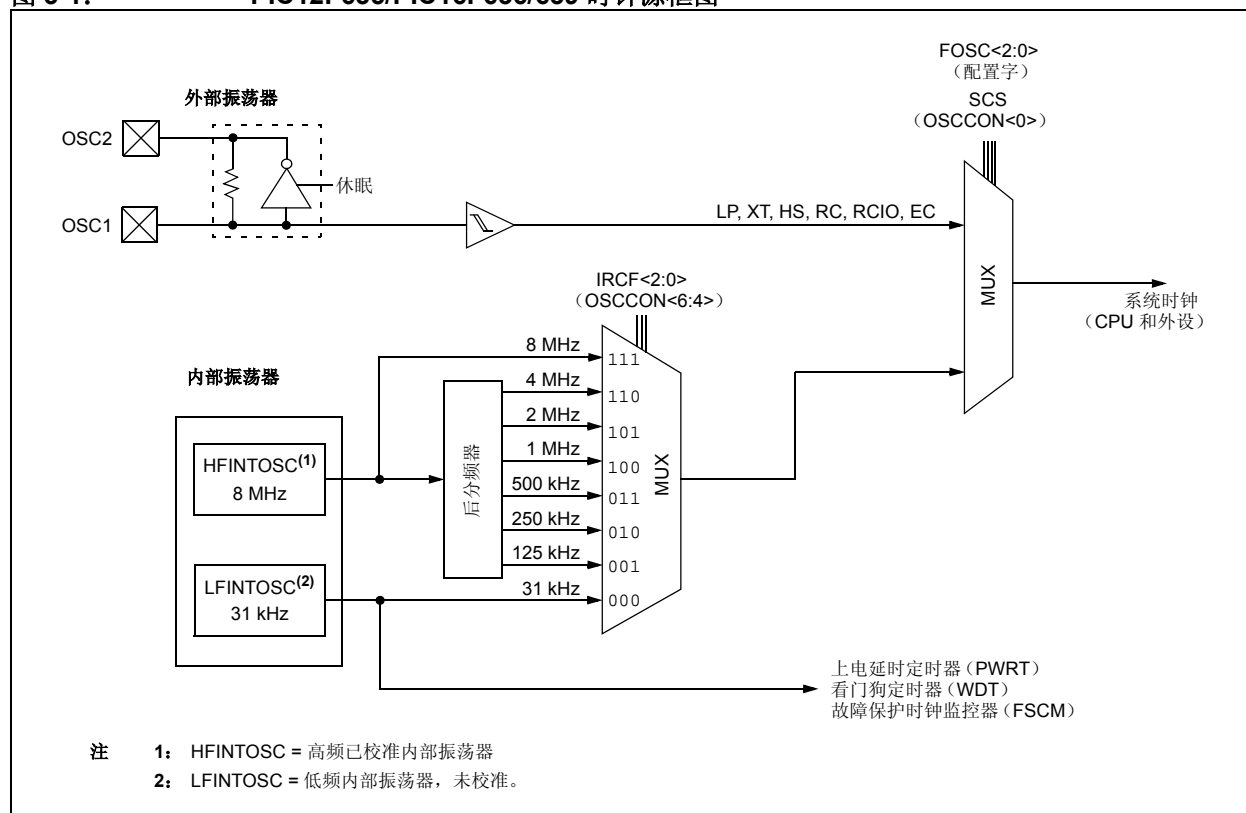 FOSC<2:0>
（配置字）
SCS
（OSCCON<0>）
外部振荡器
OSC2
休眠
OSC1
LP, XT, HS, RC, RCIO, EC
MUX
系统时钟
（CPU 和外设）
IRCF<2:0>
（OSCCON<6:4>）
内部振荡器
HFINTOSC(1)
8 MHz
LFINTOSC(2)
31 kHz
后分频器
8 MHz
111
4 MHz
110
2 MHz
101
1 MHz
100
500 kHz
011
250 kHz
010
125 kHz
001
31 kHz
000
MUX
上电延时定时器（PWRT）
看门狗定时器（WDT）
故障保护时钟监控器（FSCM）
注 1： HFINTOSC = 高频已校准内部振荡器
2： LFINTOSC = 低频内部振荡器，未校准。